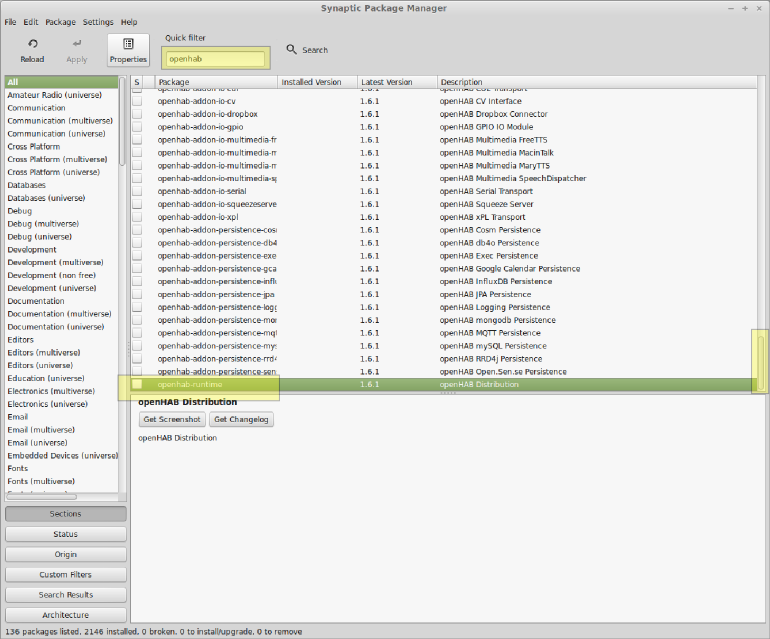 Synaptic Package Manager
File Edit Package Settings Help
Quick filter
Reload Apply Properties openhab Search
All
Amateur Radio (universe)
Communication
Communication (multiverse)
Communication (universe)
Cross Platform
Cross Platform (multiverse)
Cross Platform (universe)
Databases
Databases (universe)
Debug
Debug (multiverse)
Debug (universe)
Development
Development (multiverse)
Development (non free)
Development (universe)
Documentation
Documentation (multiverse)
Documentation (universe)
Editors
Editors (multiverse)
Editors (universe)
Education (universe)
Electronics (multiverse)
Electronics (universe)
Email
Email (multiverse)
Email (universe)
Embedded Devices (universe)
Fonts
Fonts (multiverse)
Sections
Status
Origin
Custom Filters
Search Results
Architecture
S Package Installed Version Latest Version Description
openhab-addon-io-cv 1.6.1 openHAB CV Interface
openhab-addon-io-dropbox 1.6.1 openHAB Dropbox Connector
openhab-addon-io-gpio 1.6.1 openHAB GPIO IO Module
openhab-addon-io-multimedia-fr 1.6.1 openHAB Multimedia FreeTTS
openhab-addon-io-multimedia-m 1.6.1 openHAB Multimedia MacinTalk
openhab-addon-io-multimedia-m 1.6.1 openHAB Multimedia MaryTTS
openhab-addon-io-multimedia-sp 1.6.1 openHAB Multimedia SpeechDispatcher
openhab-addon-io-serial 1.6.1 openHAB Serial Transport
openhab-addon-io-squeezeserve 1.6.1 openHAB Squeeze Server
openhab-addon-io-xpl 1.6.1 openHAB xPL Transport
openhab-addon-persistence-cosm 1.6.1 openHAB Cosm Persistence
openhab-addon-persistence-db4 1.6.1 openHAB db4o Persistence
openhab-addon-persistence-exe 1.6.1 openHAB Exec Persistence
openhab-addon-persistence-gca 1.6.1 openHAB Google Calendar Persistence
openhab-addon-persistence-influ 1.6.1 openHAB InfluxDB Persistence
openhab-addon-persistence-jpa 1.6.1 openHAB JPA Persistence
openhab-addon-persistence-logg 1.6.1 openHAB Logging Persistence
openhab-addon-persistence-mon 1.6.1 openHAB mongodb Persistence
openhab-addon-persistence-mqt 1.6.1 openHAB MQTT Persistence
openhab-addon-persistence-mys 1.6.1 openHAB mySQL Persistence
openhab-addon-persistence-rrd4 1.6.1 openHAB RRD4j Persistence
openhab-addon-persistence-sen 1.6.1 openHAB Open.Sen.se Persistence
openhab-runtime 1.6.1 openHAB Distribution
openHAB Distribution
Get Screenshot Get Changelog
openHAB Distribution
136 packages listed, 2146 installed, 0 broken. 0 to install/upgrade, 0 to remove